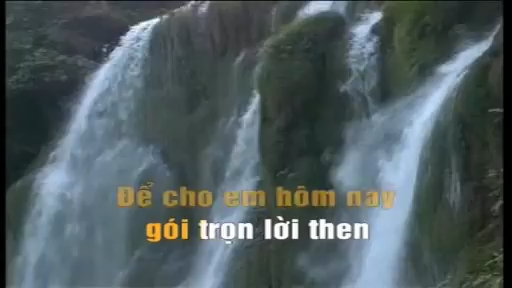 Để cho em hôm nay
gói trọn lời then